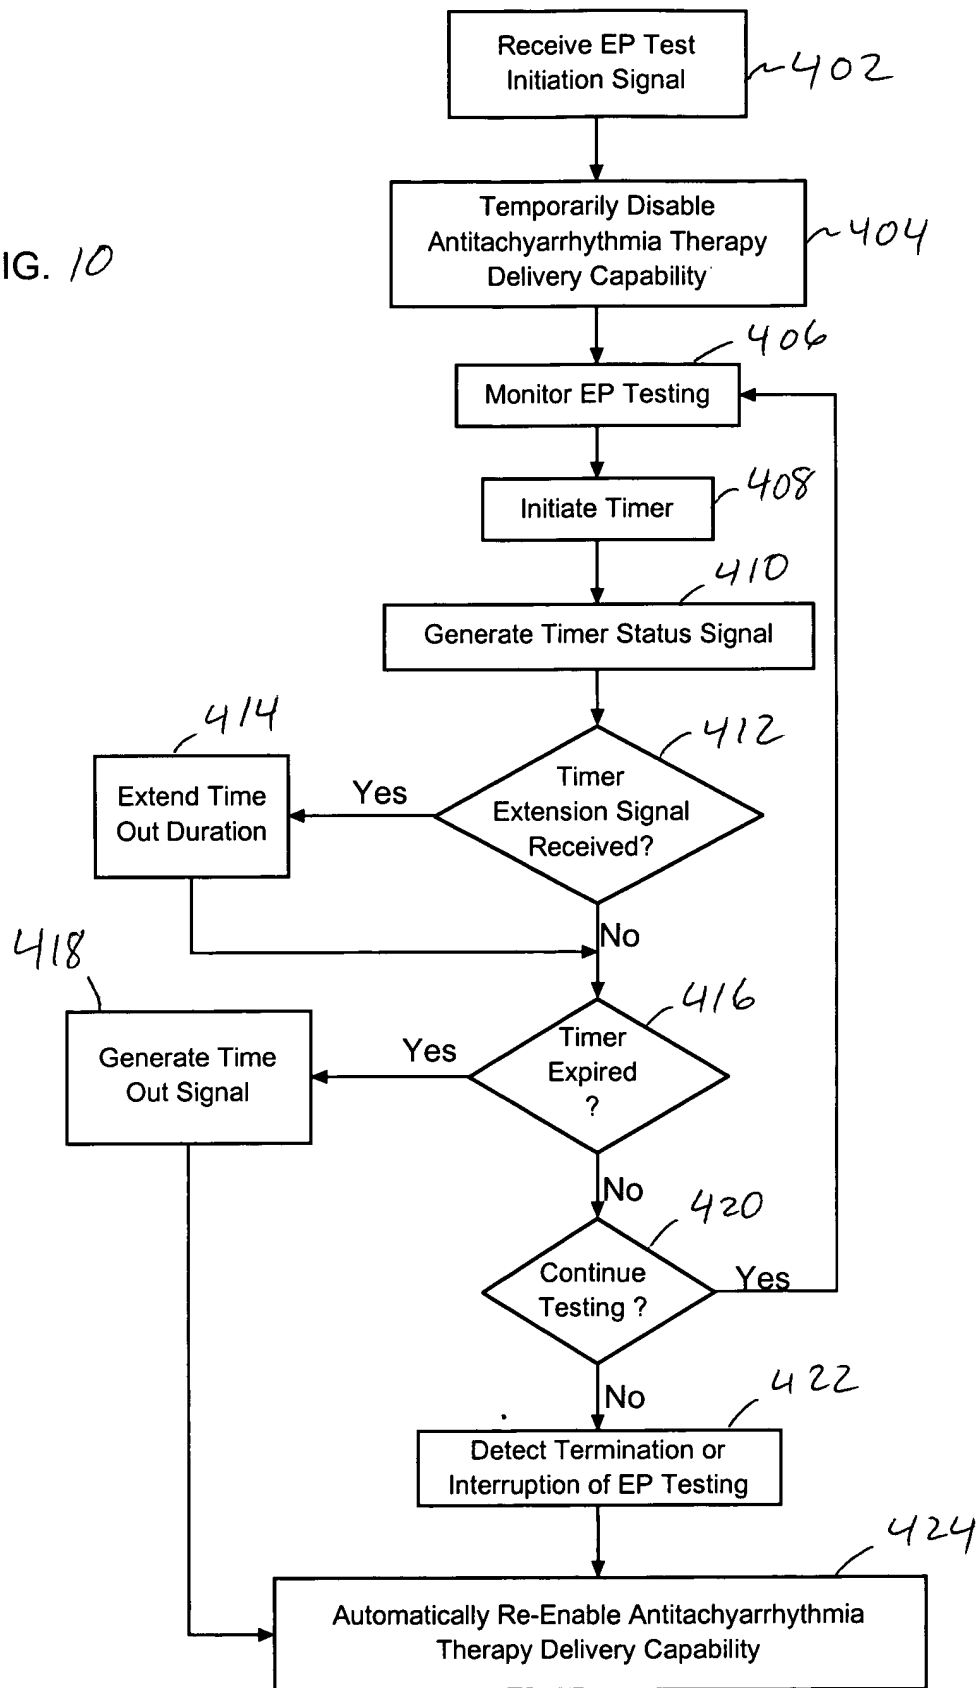 Receive EP Test
Initiation Signal
402
Temporarily Disable
Antitachyarrhythmia Therapy
Delivery Capability
404
IG. 10
406
Monitor EP Testing
408
Initiate Timer
410
Generate Timer Status Signal
414
412
Extend Time
Out Duration
Yes
Timer
Extension Signal
Received?
No
418
416
Generate Time
Out Signal
Yes
Timer
Expired
?
No
420
Continue
Testing ?
Yes
No
422
Detect Termination or
Interruption of EP Testing
424
Automatically Re-Enable Antitachyarrhythmia
Therapy Delivery Capability